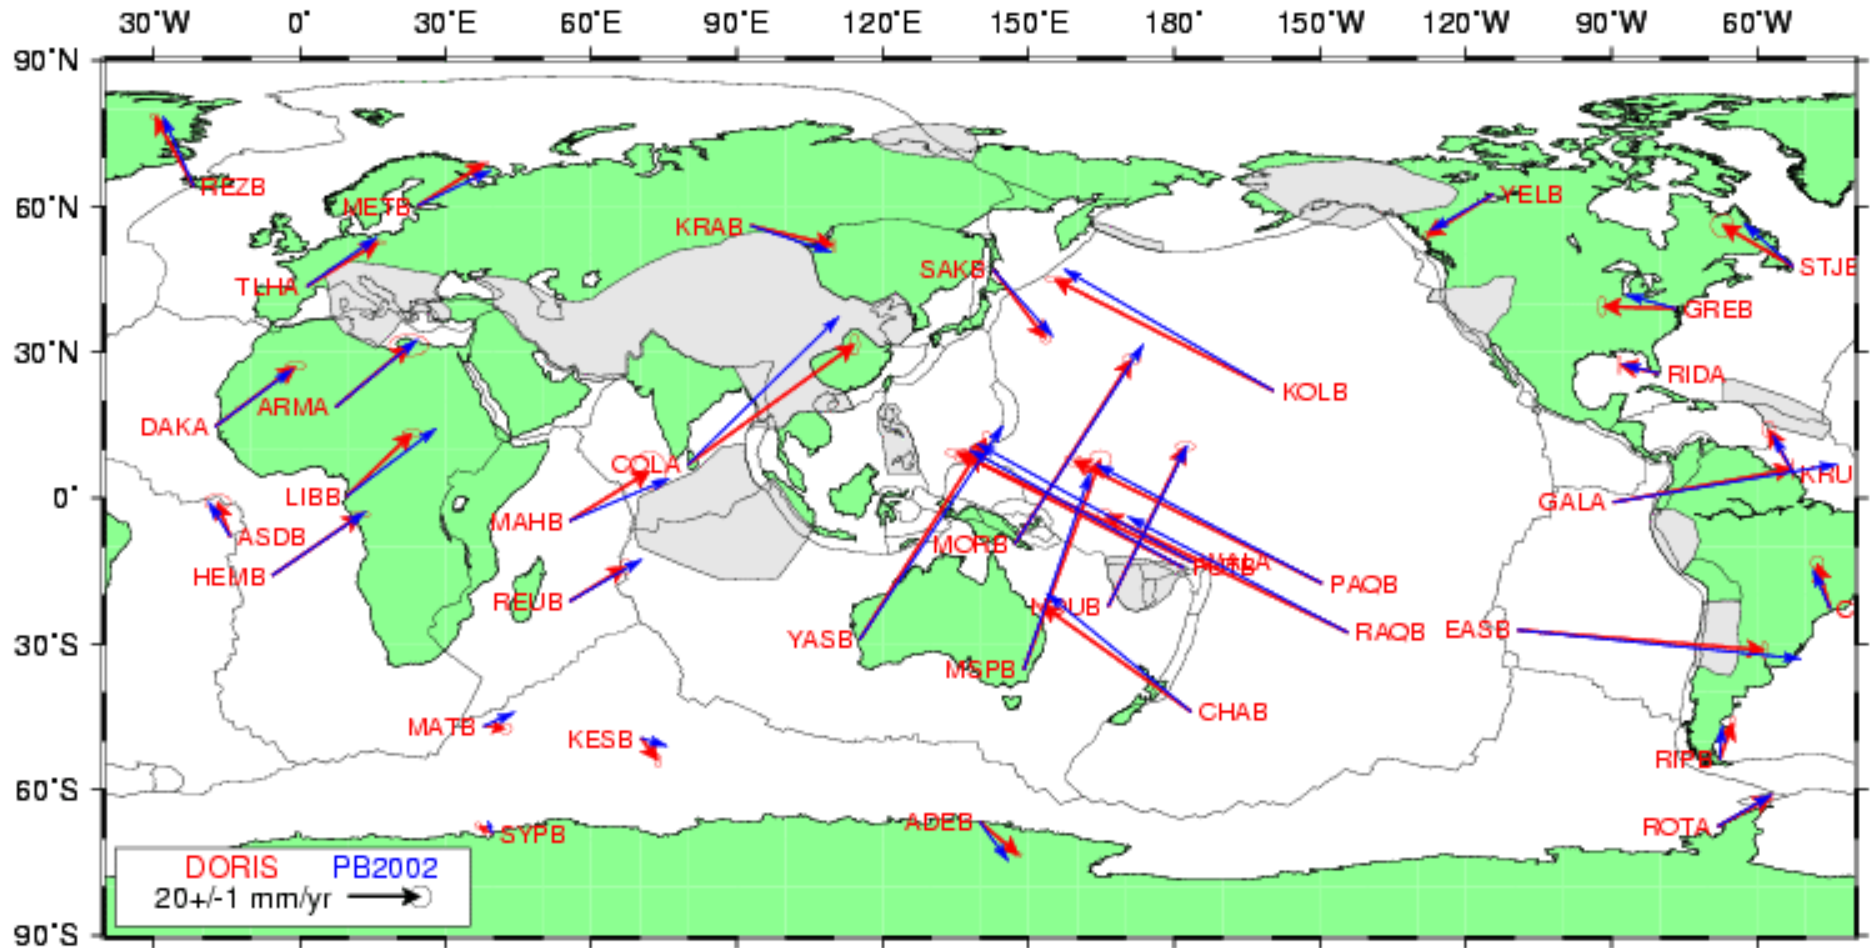 30°W 0° 30°E 60°E 90°E 120°E 150°E 180° 150°W 120°W 90°W 60°W
90°N
REZB
60°N
METB
YELB
KRAB
STJB
SAKB
TLHA
GREB
30°N
RIDA
KOLB
ARMA
DAKA
COLA
KRU
LIBB
0°
GALA
MAHB
ASDB
MORB
HEMB
PAQB
REUB
NOUB
RAQB
EASB
30°S
YASB
MSPB
CHAB
MATB
KESB
RIPB
60°S
ADEB
ROTA
SYPB
DORIS PB2002
20+/-1 mm/yr
90°S